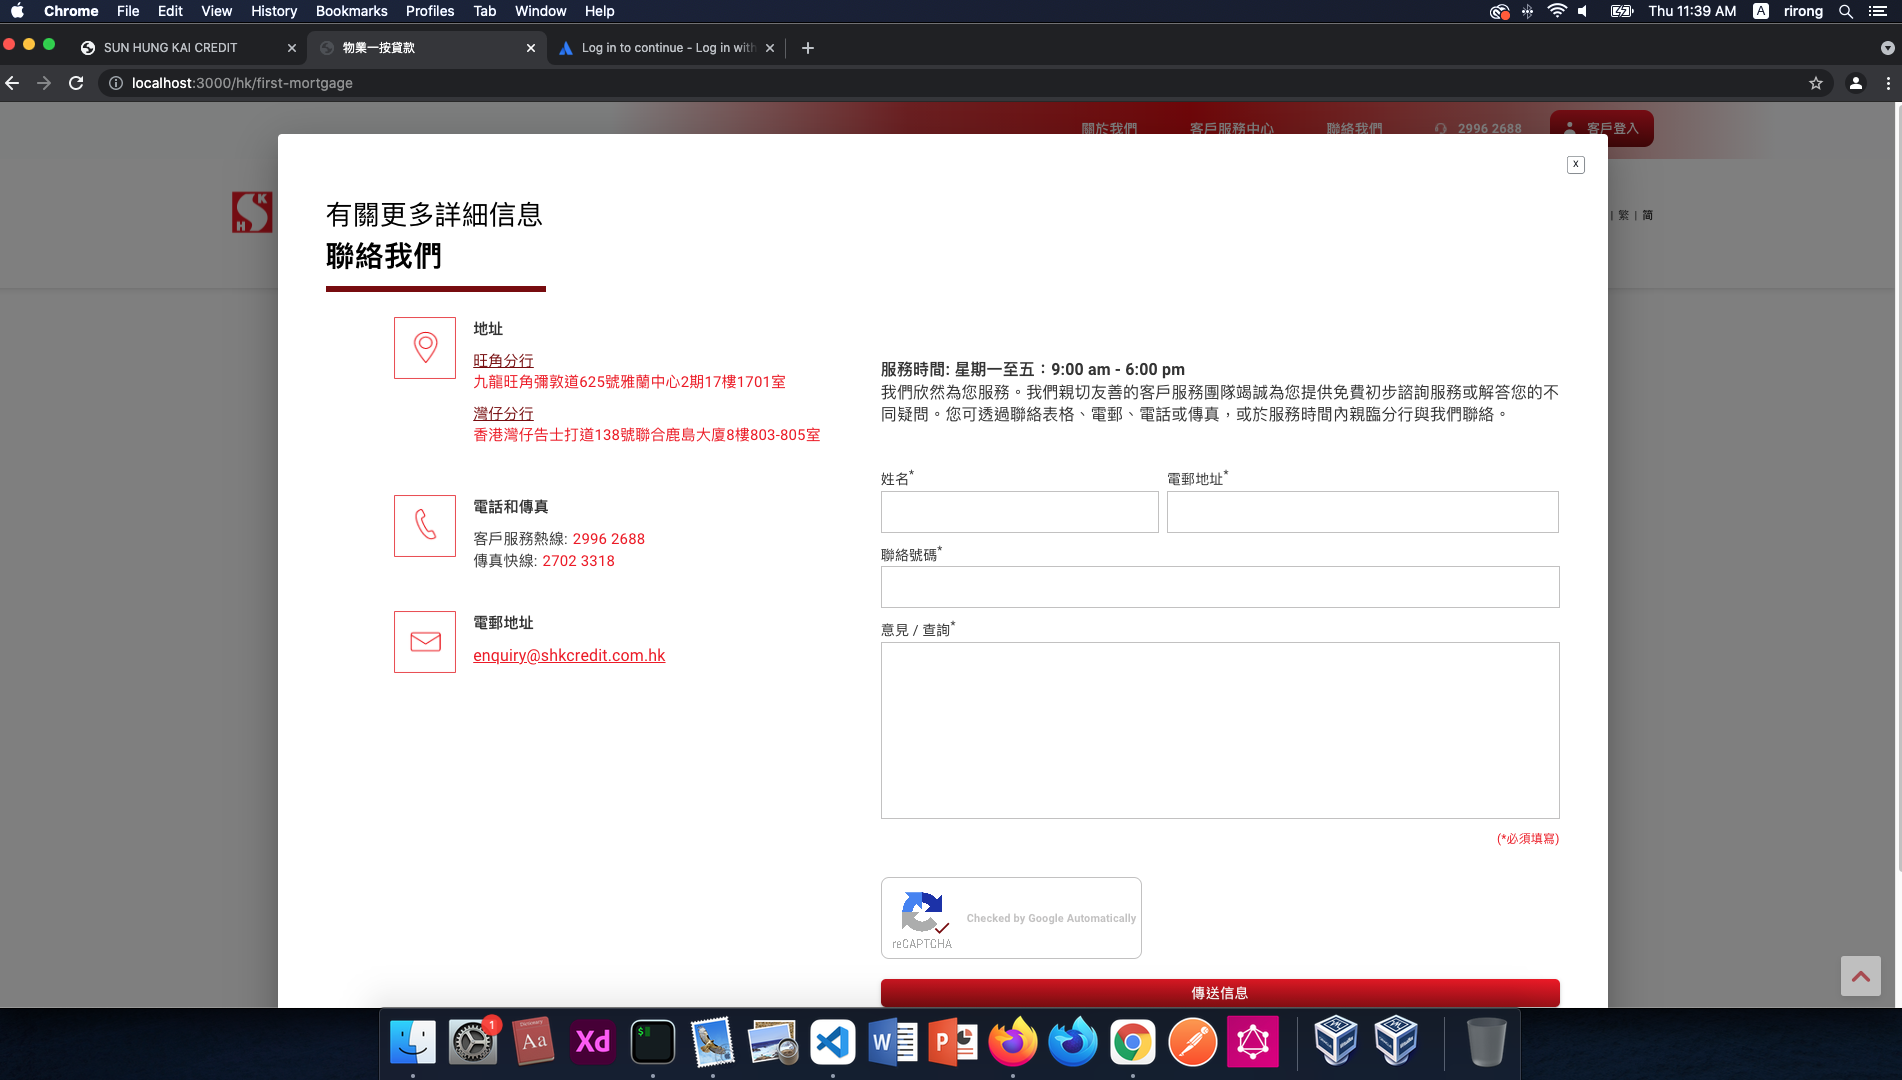 Chrome File Edit View History Bookmarks Profiles Tab Window Help Thu 11:39 AM A rirong
SUN HUNG KAI CREDIT
物業一按貸款
Log in to continue - Log in with
localhost:3000/hk/first-mortgage
關於我們 客戶服務中心 聯絡我們 2996 2688 客戶登入
S K H
| 繁 | 简
x
有關更多詳細信息
聯絡我們
地址
旺角分行
九龍旺角彌敦道625號雅蘭中心2期17樓1701室
灣仔分行
香港灣仔告士打道138號聯合鹿島大廈8樓803-805室
電話和傳真
客戶服務熱線: 2996 2688
傳真快線: 2702 3318
電郵地址
enquiry@shkcredit.com.hk
服務時間: 星期一至五：9:00 am - 6:00 pm
我們欣然為您服務。我們親切友善的客戶服務團隊竭誠為您提供免費初步諮詢服務或解答您的不
同疑問。您可透過聯絡表格、電郵、電話或傳真，或於服務時間內親臨分行與我們聯絡。
姓名* 電郵地址*
聯絡號碼*
意見 / 查詢*
(*必須填寫)
Checked by Google Automatically
reCAPTCHA
傳送信息
1 Aa Xd $ W P